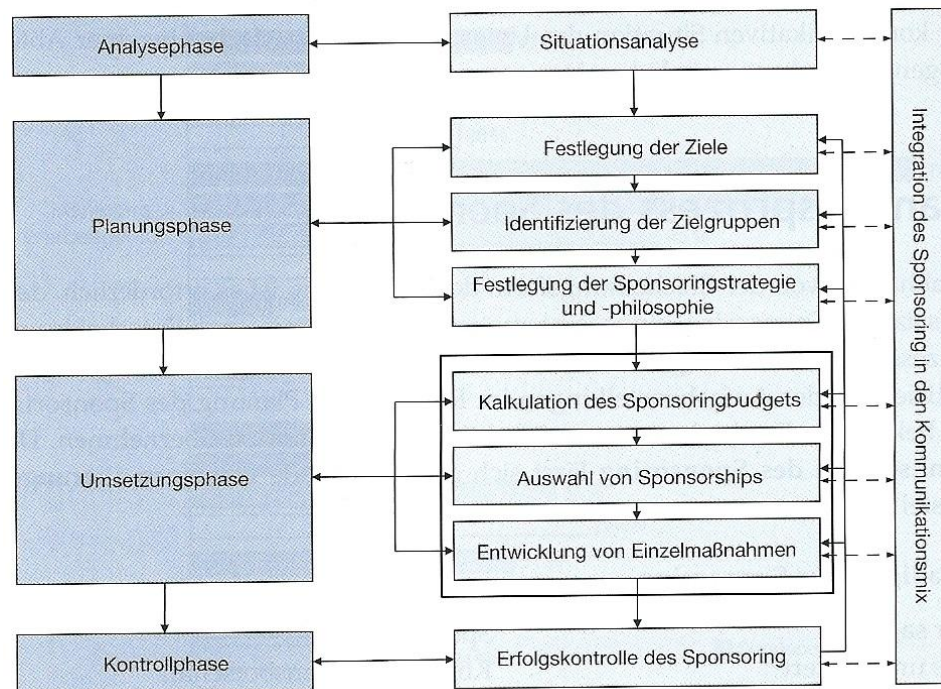 Analysephase
Situationsanalyse
Planungsphase
Festlegung der Ziele
Identifizierung der Zielgruppen
Festlegung der Sponsoringstrategie
und -philosophie
Umsetzungsphase
Kalkulation des Sponsoringbudgets
Auswahl von Sponsorships
Entwicklung von Einzelmaßnahmen
Kontrollphase
Erfolgskontrolle des Sponsoring
Integration des Sponsoring in den Kommunikationsmix